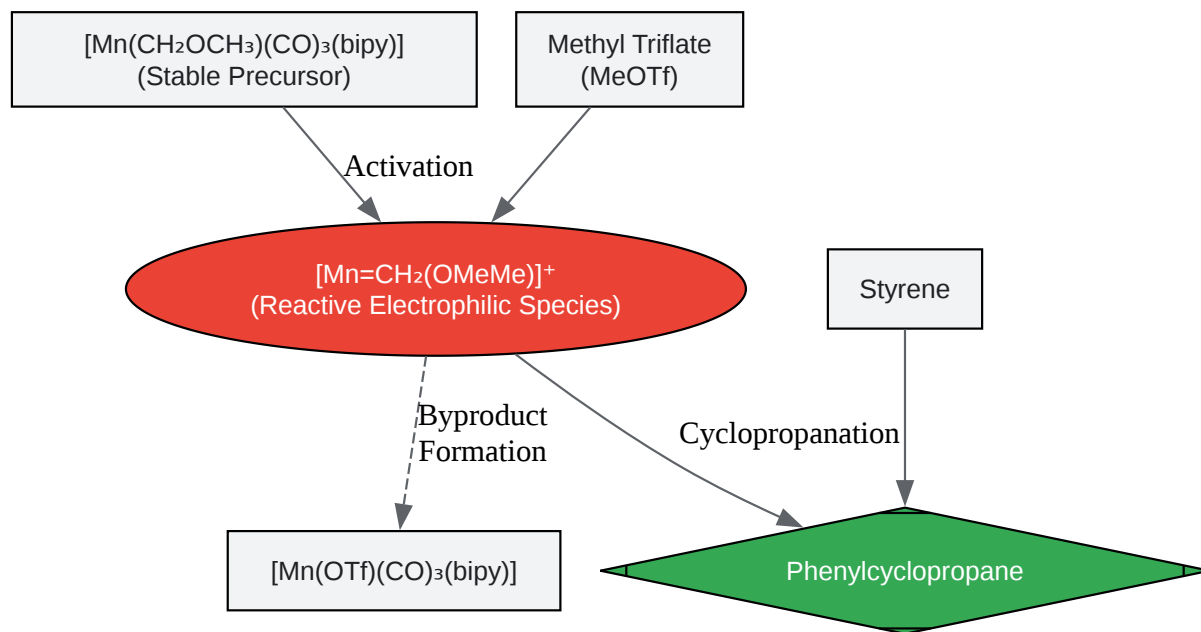 [Mn(CH₂OCH₃)(CO)₃(bipy)]
(Stable Precursor)
Methyl Triflate
(MeOTf)
Activation
[Mn=CH₂(OMeMe)]⁺
(Reactive Electrophilic Species)
Styrene
Byproduct
Formation
Cyclopropanation
[Mn(OTf)(CO)₃(bipy)]
Phenylcyclopropane